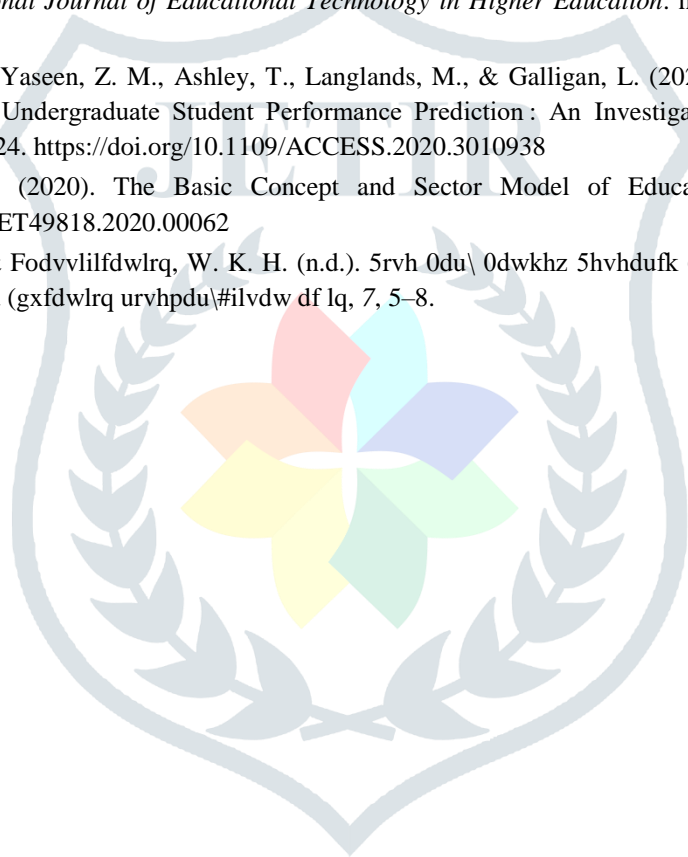 nal Journal of Educational Technology in Higher Education.
Yaseen, Z. M., Ashley, T., Langlands, M., & Galligan, L. (202
Undergraduate Student Performance Prediction : An Investiga
24. https://doi.org/10.1109/ACCESS.2020.3010938
(2020). The Basic Concept and Sector Model of Educa
ET49818.2020.00062
Fodvvlilfdwlrq, W. K. H. (n.d.). 5rvh 0du\ 0dwkhz 5hvhdufk
(gxfdwlrq urvhpdu\#ilvdw df lq, 7, 5–8.
JETIR